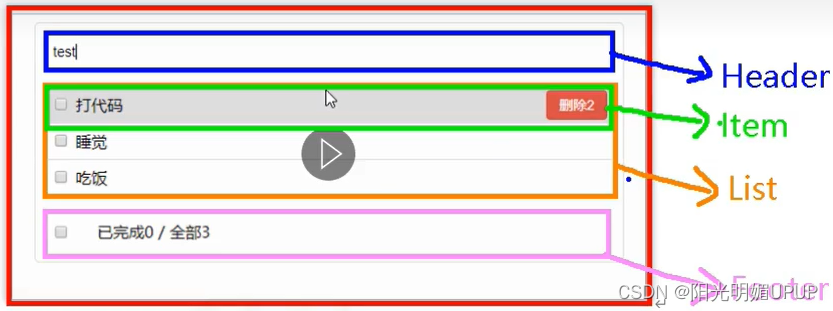 test
Header
打代码
删除2
Item
睡觉
吃饭
List
已完成0 / 全部3
Footer
CSDN @阳光明媚UPUP